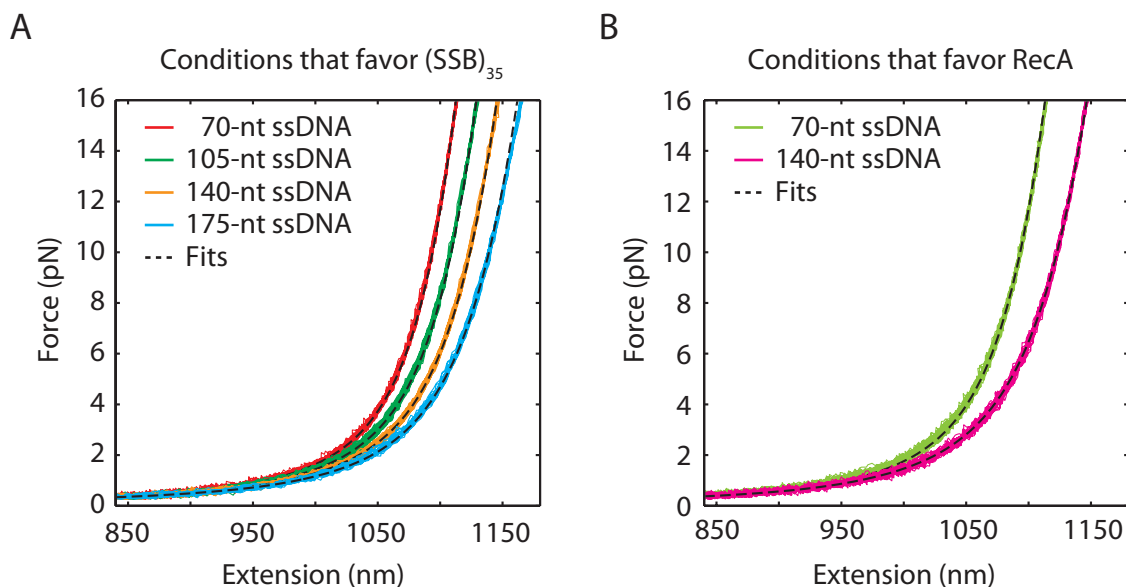 A
Conditions that favor (SSB)35
16
14
12
10
8
6
4
2
0
Force (pN)
70-nt ssDNA
105-nt ssDNA
140-nt ssDNA
175-nt ssDNA
Fits
850
950
1050
1150
Extension (nm)
B
Conditions that favor RecA
16
14
12
10
8
6
4
2
0
Force (pN)
70-nt ssDNA
140-nt ssDNA
Fits
850
950
1050
1150
Extension (nm)